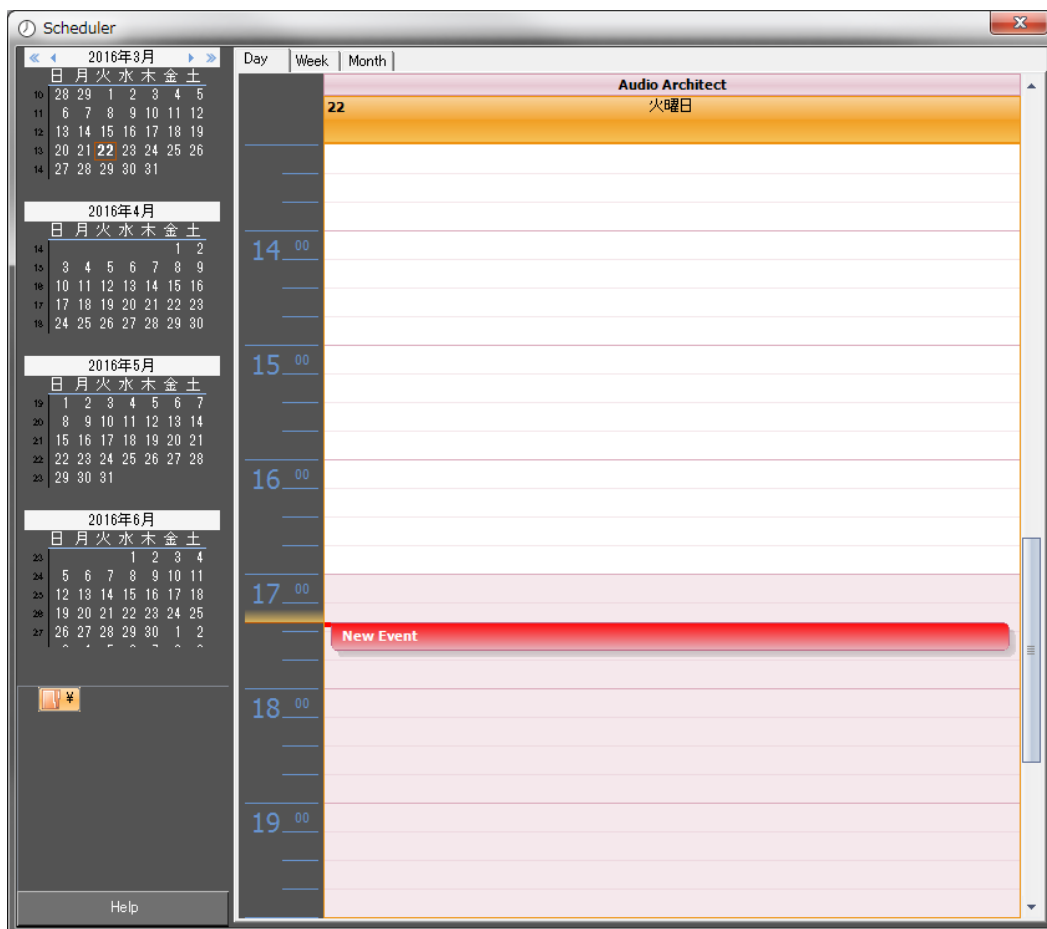 Scheduler
2016年3月
日 月 火 水 木 金 土
10 28 29 1 2 3 4 5
11 6 7 8 9 10 11 12
12 13 14 15 16 17 18 19
13 20 21 22 23 24 25 26
14 27 28 29 30 31
2016年4月
日 月 火 水 木 金 土
14 1 2
15 3 4 5 6 7 8 9
16 10 11 12 13 14 15 16
17 17 18 19 20 21 22 23
18 24 25 26 27 28 29 30
2016年5月
日 月 火 水 木 金 土
19 1 2 3 4 5 6 7
20 8 9 10 11 12 13 14
21 15 16 17 18 19 20 21
22 22 23 24 25 26 27 28
23 29 30 31
2016年6月
日 月 火 水 木 金 土
23 1 2 3 4
24 5 6 7 8 9 10 11
25 12 13 14 15 16 17 18
26 19 20 21 22 23 24 25
27 26 27 28 29 30 1 2
¥
Help
Day Week Month
Audio Architect
22 火曜日
14 00
15 00
16 00
17 00
New Event
18 00
19 00